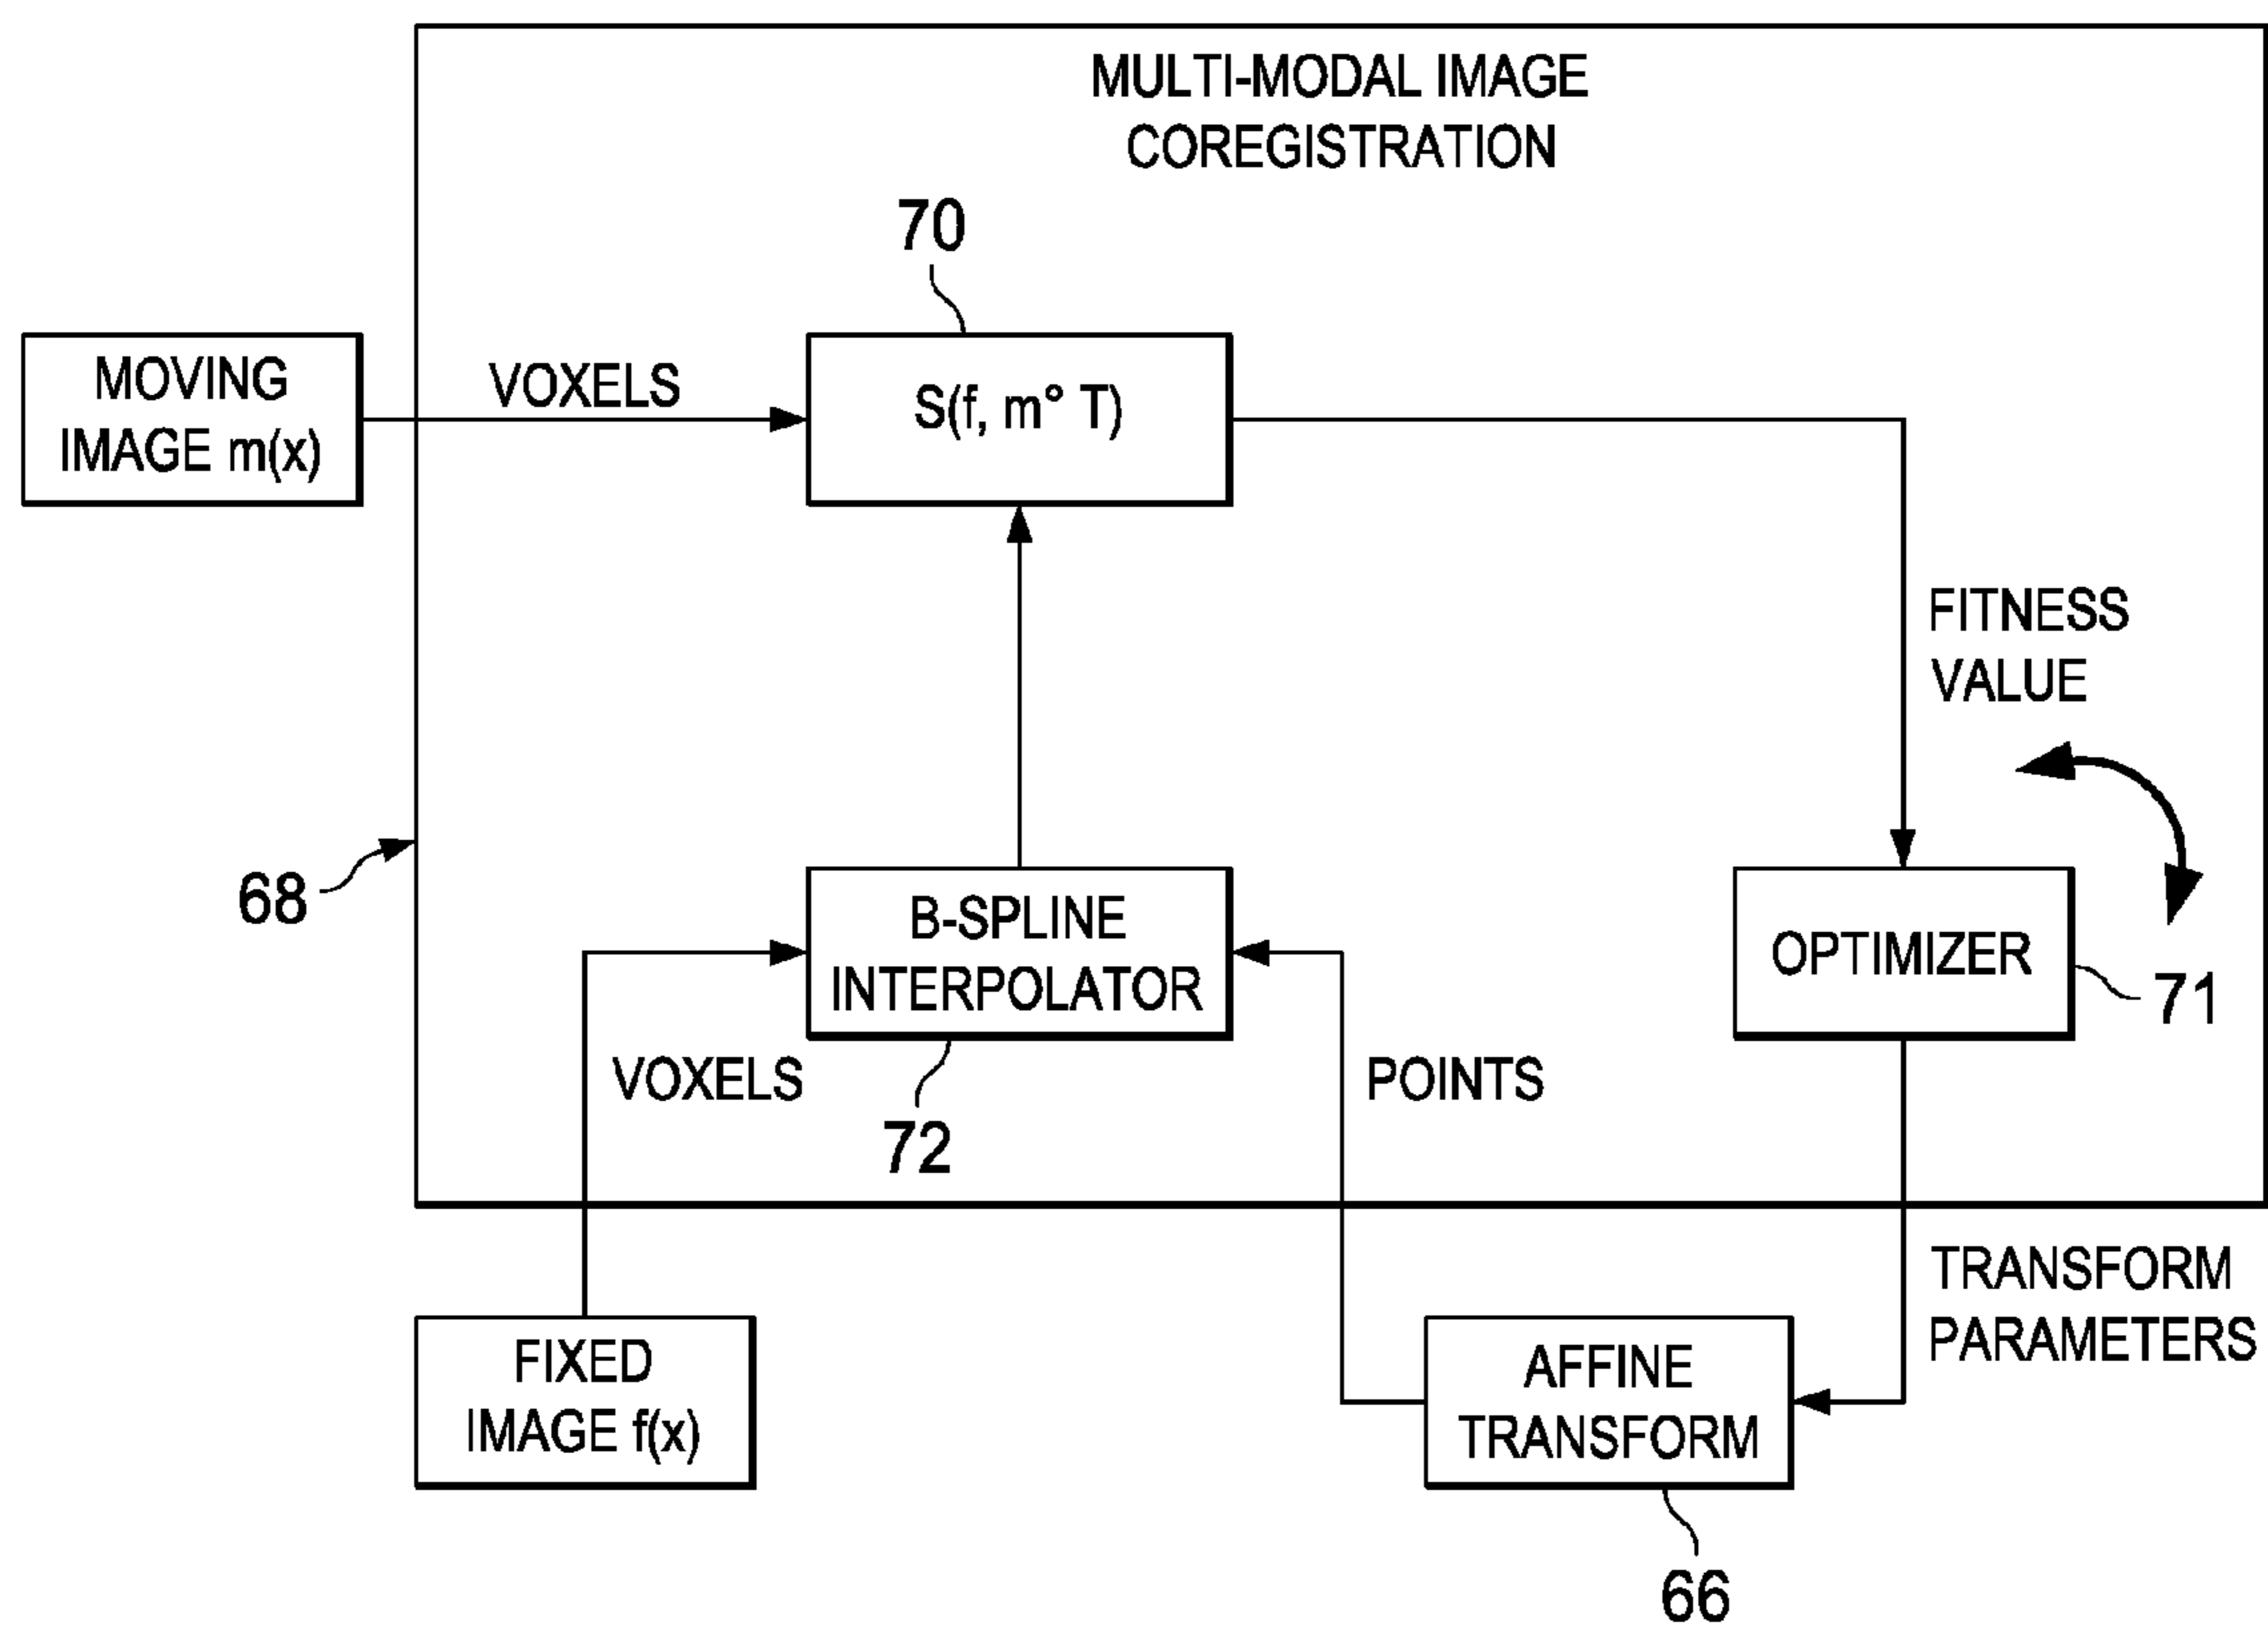 MULTI-MODAL IMAGE
COREGISTRATION
70
MOVING
IMAGE m(x)
VOXELS
S(f, m° T)
FITNESS
VALUE
68
B-SPLINE
INTERPOLATOR
OPTIMIZER
71
VOXELS
72
POINTS
TRANSFORM
PARAMETERS
FIXED
IMAGE f(x)
AFFINE
TRANSFORM
66